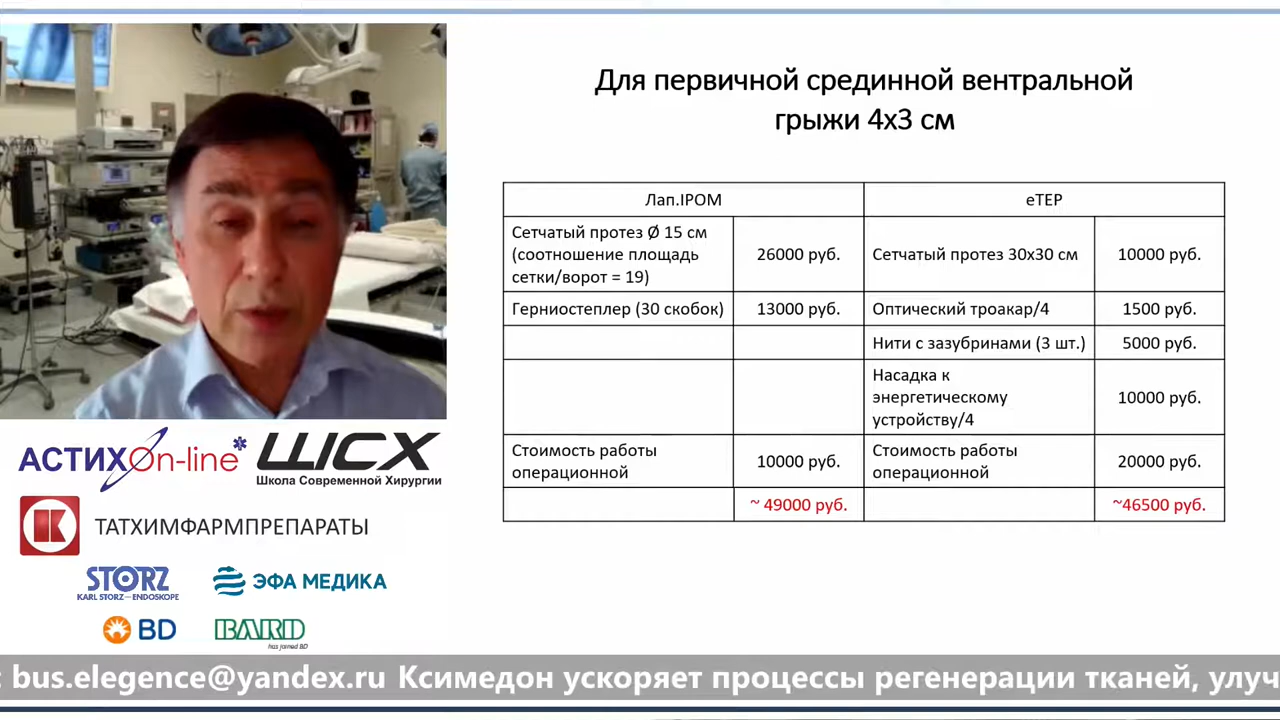 Для первичной срединной вентральной
грыжи 4х3 см
Лап.IPOM
eTEP
Сетчатый протез Ø 15 см
(соотношение площадь
сетки/ворот = 19)
26000 руб.
Сетчатый протез 30х30 см
10000 руб.
Герниостеплер (30 скобок)
13000 руб.
Оптический троакар/4
1500 руб.
Нити с зазубринами (3 шт.)
5000 руб.
Насадка к
энергетическому
устройству/4
10000 руб.
Стоимость работы
операционной
10000 руб.
Стоимость работы
операционной
20000 руб.
~ 49000 руб.
~46500 руб.
АСТИХOn-line*
ШСХ
Школа Современной Хирургии
ТАТХИМФАРМПРЕПАРАТЫ
STORZ
KARL STORZ—ENDOSKOPE
ЭФА МЕДИКА
BD
BARD
has joined BD
: bus.elegence@yandex.ru Ксимедон ускоряет процессы регенерации тканей, улуч